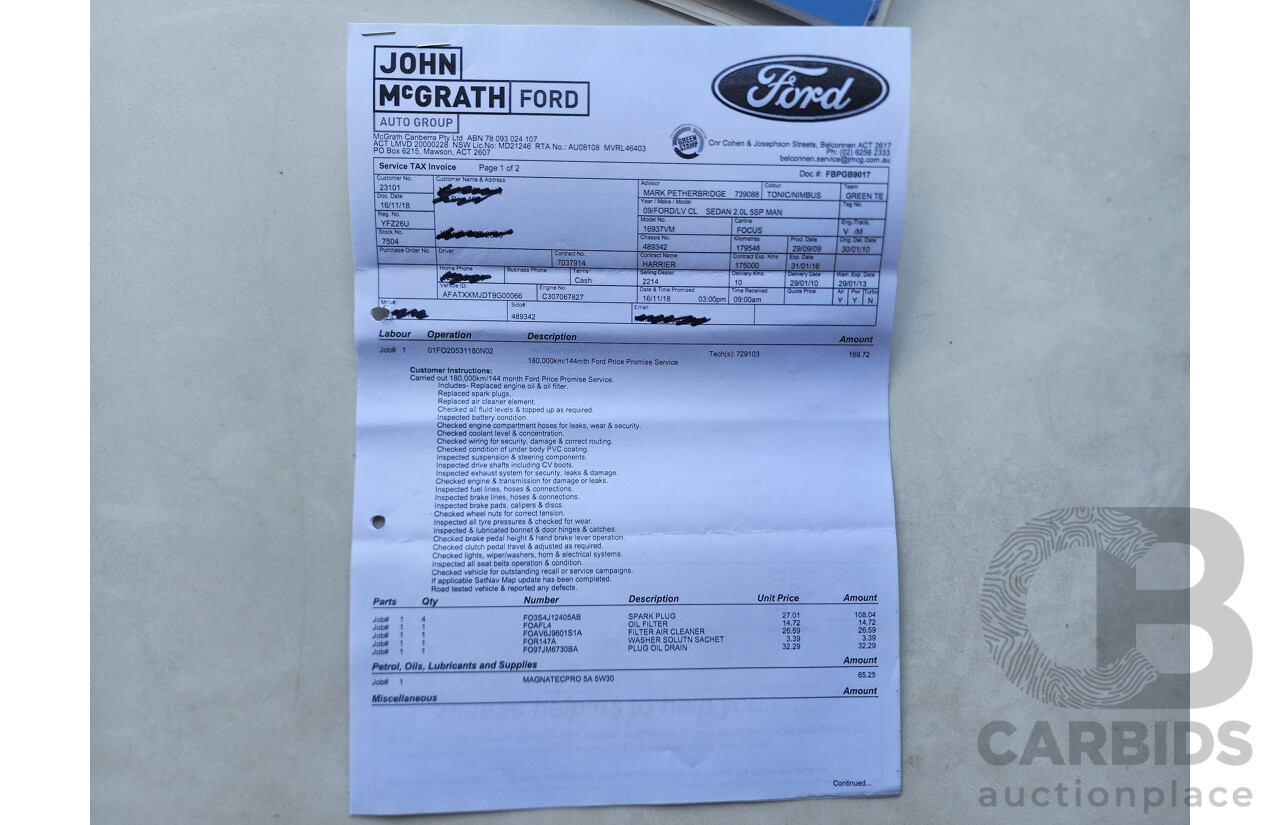 JOHN
McGRATH FORD
AUTO GROUP
Ford
McGrath Canberra Pty Ltd ABN 78 093 024 107
ACT LMVD 20000228 NSW Lic.No: MD21246 RTA No.: AU08108 MVRL46403
PO Box 6215, Mawson, ACT 2607
GREEN STAMP
Cnr Cohen & Josephson Streets, Belconnen ACT 2617
Ph: (02) 6256 2333
belconnen.service@jmcg.com.au
Service TAX Invoice Page 1 of 2
Doc #: FBPGB9017
Customer No. Customer Name & Address Advisor Colour Team
23101 MARK PETHERBRIDGE 739088 TONIC/NIMBUS GREEN TE
Doc. Date Year / Make / Model Tag No.
16/11/18 09/FORD/LV CL SEDAN 2.0L 5SP MAN
Reg. No. Model No. Carline Eng./Trans.
YFZ26U 16937VM FOCUS V /M
Stock No. Chassis No. Kilometres Prod. Date Orig. Del. Date
7504 489342 179546 29/09/09 30/01/10
Purchase Order No. Driver Contract No. Contract Name Contract Exp. Kms Exp. Date
7037914 HARRIER 175000 31/01/16
Home Phone Business Phone Terms Selling Dealer Delivery Kms Delivery Date Warr. Exp. Date
Cash 2214 10 29/01/10 29/01/13
Vehicle ID. Engine No. Date & Time Promised Time Received Quote Price Air Pwr Turbo
AFATXXMJDT9G00066 C307067827 16/11/18 03:00pm 09:00am Y Y N
Sido#: Email:
489342
Labour Operation Description Amount
Job# 1 01FO20531180N02 Tech(s): 729103 169.72
180,000km/144mth Ford Price Promise Service
Customer Instructions:
Carried out 180,000km/144 month Ford Price Promise Service.
Includes- Replaced engine oil & oil filter.
Replaced spark plugs.
Replaced air cleaner element.
Checked all fluid levels & topped up as required.
Inspected battery condition.
Checked engine compartment hoses for leaks, wear & security.
Checked coolant level & concentration.
Checked wiring for security, damage & correct routing.
Checked condition of under body PVC coating.
Inspected suspension & steering components.
Inspected drive shafts including CV boots.
Inspected exhaust system for security, leaks & damage.
Checked engine & transmission for damage or leaks.
Inspected fuel lines, hoses & connections.
Inspected brake lines, hoses & connections.
Inspected brake pads, calipers & discs.
Checked wheel nuts for correct tension.
Inspected all tyre pressures & checked for wear.
Inspected & lubricated bonnet & door hinges & catches.
Checked brake pedal height & hand brake lever operation.
Checked clutch pedal travel & adjusted as required.
Checked lights, wiper/washers, horn & electrical systems.
Inspected all seat belts operation & condition.
Checked vehicle for outstanding recall or service campaigns.
If applicable SatNav Map update has been completed.
Road tested vehicle & reported any defects.
Parts Qty Number Description Unit Price Amount
Job# 1 4 FO3S4J12405AB SPARK PLUG 27.01 108.04
Job# 1 1 FOAFL4 OIL FILTER 14.72 14.72
Job# 1 1 FOAV6J9601S1A FILTER AIR CLEANER 26.59 26.59
Job# 1 1 FOR147A WASHER SOLUTN SACHET 3.39 3.39
Job# 1 1 FO97JM6730BA PLUG OIL DRAIN 32.29 32.29
Petrol, Oils, Lubricants and Supplies Amount
Job# 1 MAGNATECPRO 5A 5W30 65.25
Miscellaneous Amount
Continued...
CB
CARBIDS
auctionplace